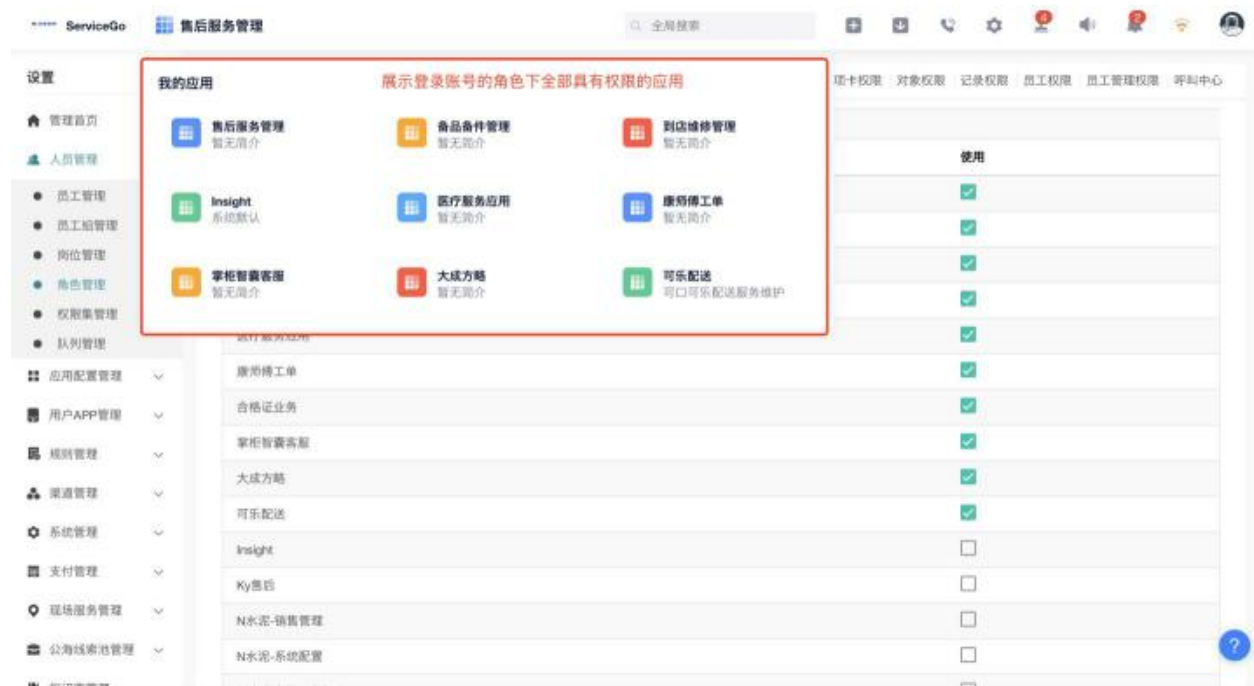 ServiceGo
售后服务管理
全局搜索
4
2
设置
我的应用
展示登录账号的角色下全部具有权限的应用
项卡权限 对象权限 记录权限 员工权限 员工管理权限 呼叫中心
管理首页
人员管理
员工管理
员工组管理
岗位管理
角色管理
权限集管理
队列管理
应用配置管理
用户APP管理
规则管理
渠道管理
系统管理
支付管理
现场服务管理
公海线索池管理
售后服务管理
暂无简介
备品备件管理
暂无简介
到店维修管理
暂无简介
Insight
系统默认
医疗服务应用
暂无简介
康师傅工单
暂无简介
掌柜智囊客服
暂无简介
大成方略
暂无简介
可乐配送
可口可乐配送服务维护
使用
医疗服务应用
康师傅工单
合格证业务
掌柜智囊客服
大成方略
可乐配送
Insight
Ky售后
N水泥-销售管理
N水泥-系统配置
?